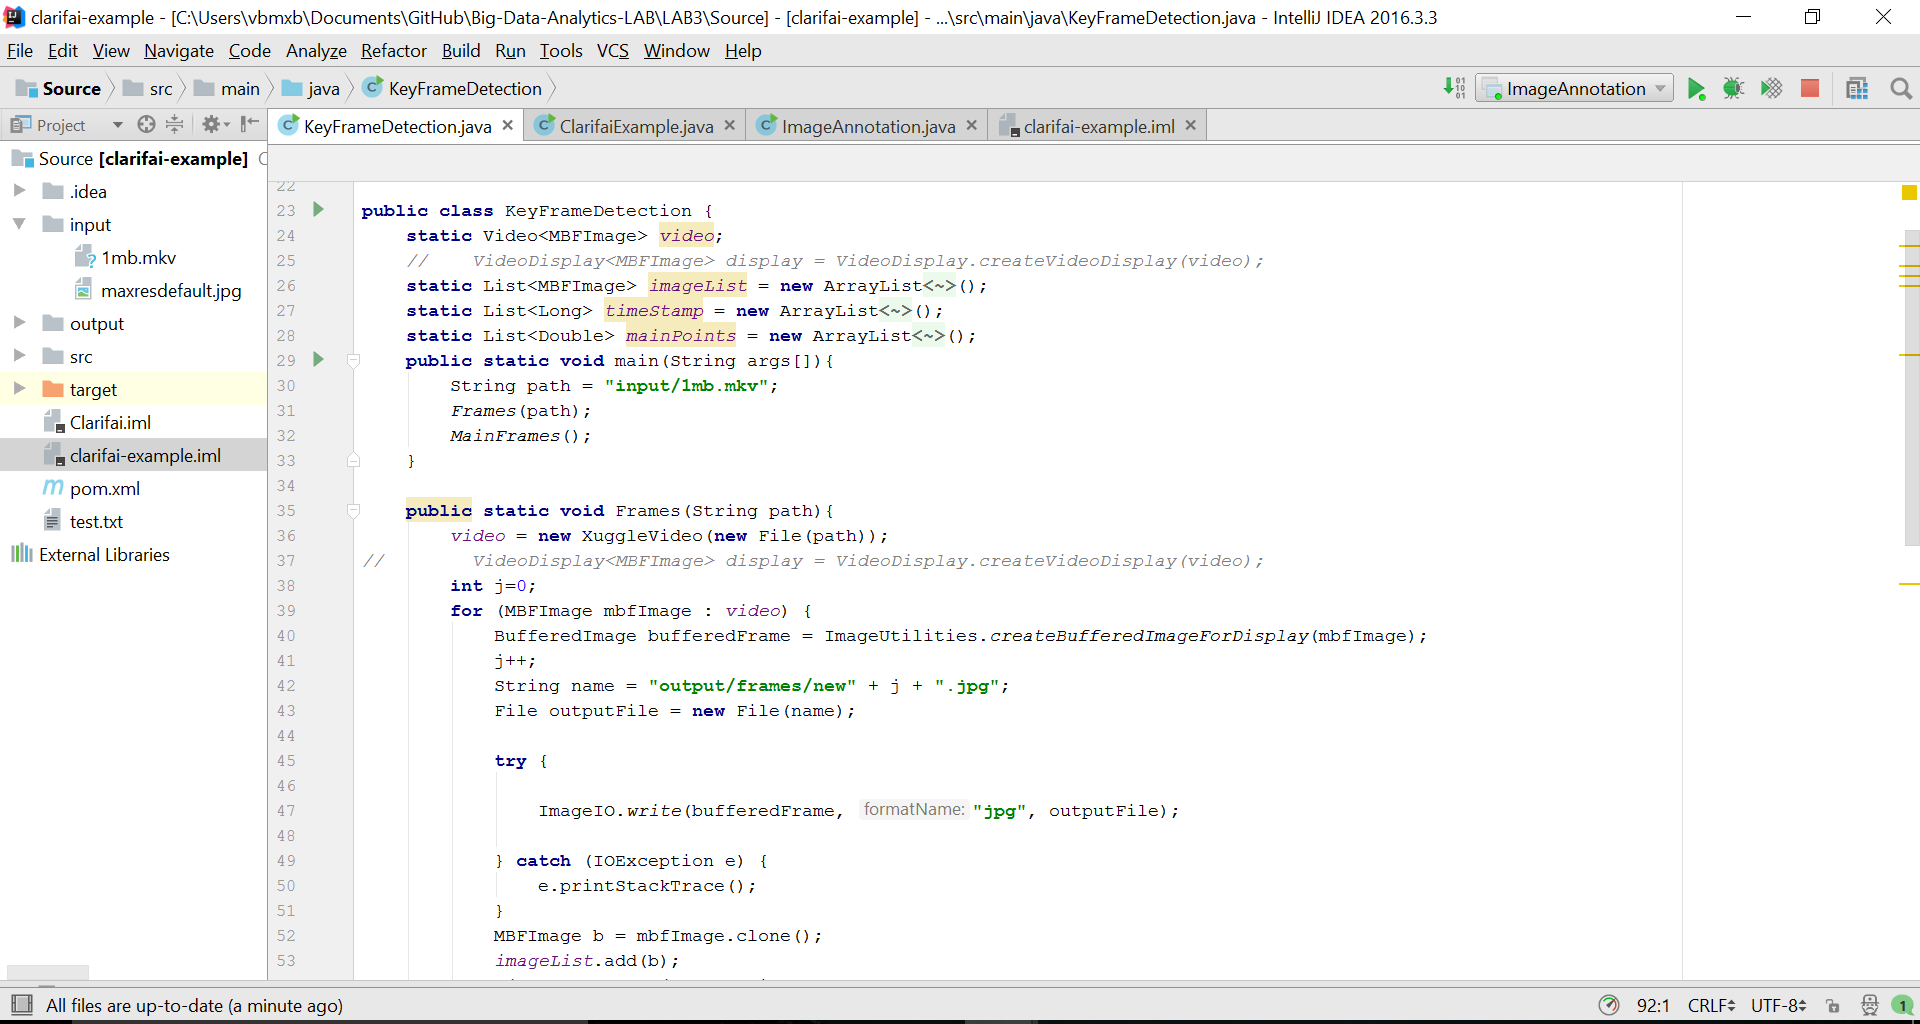 clarifai-example - [C:\Users\vbmxb\Documents\GitHub\Big-Data-Analytics-LAB\LAB3\Source] - [clarifai-example] - ...\src\main\java\KeyFrameDetection.java - IntelliJ IDEA 2016.3.3
File Edit View Navigate Code Analyze Refactor Build Run Tools VCS Window Help
Source src main java KeyFrameDetection ImageAnnotation
Project KeyFrameDetection.java ClarifaiExample.java ImageAnnotation.java clarifai-example.iml
Source [clarifai-example]
.idea
input
1mb.mkv
maxresdefault.jpg
output
src
target
Clarifai.iml
clarifai-example.iml
pom.xml
test.txt
External Libraries
22
23 public class KeyFrameDetection {
24 static Video<MBFImage> video;
25 // VideoDisplay<MBFImage> display = VideoDisplay.createVideoDisplay(video);
26 static List<MBFImage> imageList = new ArrayList<~>();
27 static List<Long> timeStamp = new ArrayList<~>();
28 static List<Double> mainPoints = new ArrayList<~>();
29 public static void main(String args[]){
30 String path = "input/1mb.mkv";
31 Frames(path);
32 MainFrames();
33 }
34
35 public static void Frames(String path){
36 video = new XuggleVideo(new File(path));
37 // VideoDisplay<MBFImage> display = VideoDisplay.createVideoDisplay(video);
38 int j=0;
39 for (MBFImage mbfImage : video) {
40 BufferedImage bufferedFrame = ImageUtilities.createBufferedImageForDisplay(mbfImage);
41 j++;
42 String name = "output/frames/new" + j + ".jpg";
43 File outputFile = new File(name);
44
45 try {
46
47 ImageIO.write(bufferedFrame, formatName: "jpg", outputFile);
48
49 } catch (IOException e) {
50 e.printStackTrace();
51 }
52 MBFImage b = mbfImage.clone();
53 imageList.add(b);
All files are up-to-date (a minute ago) 92:1 CRLF UTF-8 1